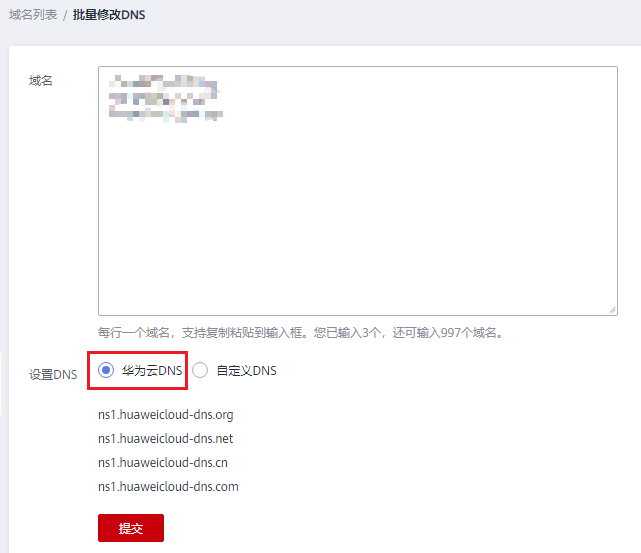 域名列表 / 批量修改DNS
域名
每行一个域名，支持复制粘贴到输入框。您已输入3个，还可输入997个域名。
设置DNS 华为云DNS 自定义DNS
ns1.huaweicloud-dns.org
ns1.huaweicloud-dns.net
ns1.huaweicloud-dns.cn
ns1.huaweicloud-dns.com
提交